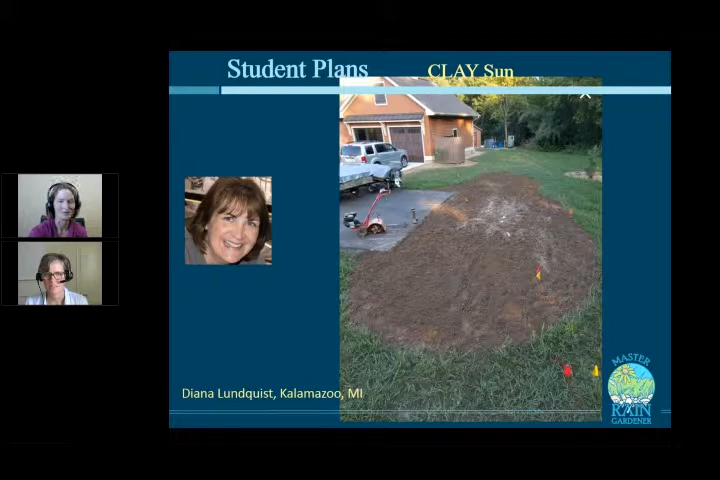 Student Plans
CLAY Sun
Diana Lundquist, Kalamazoo, MI
MASTER
RAIN
GARDENER